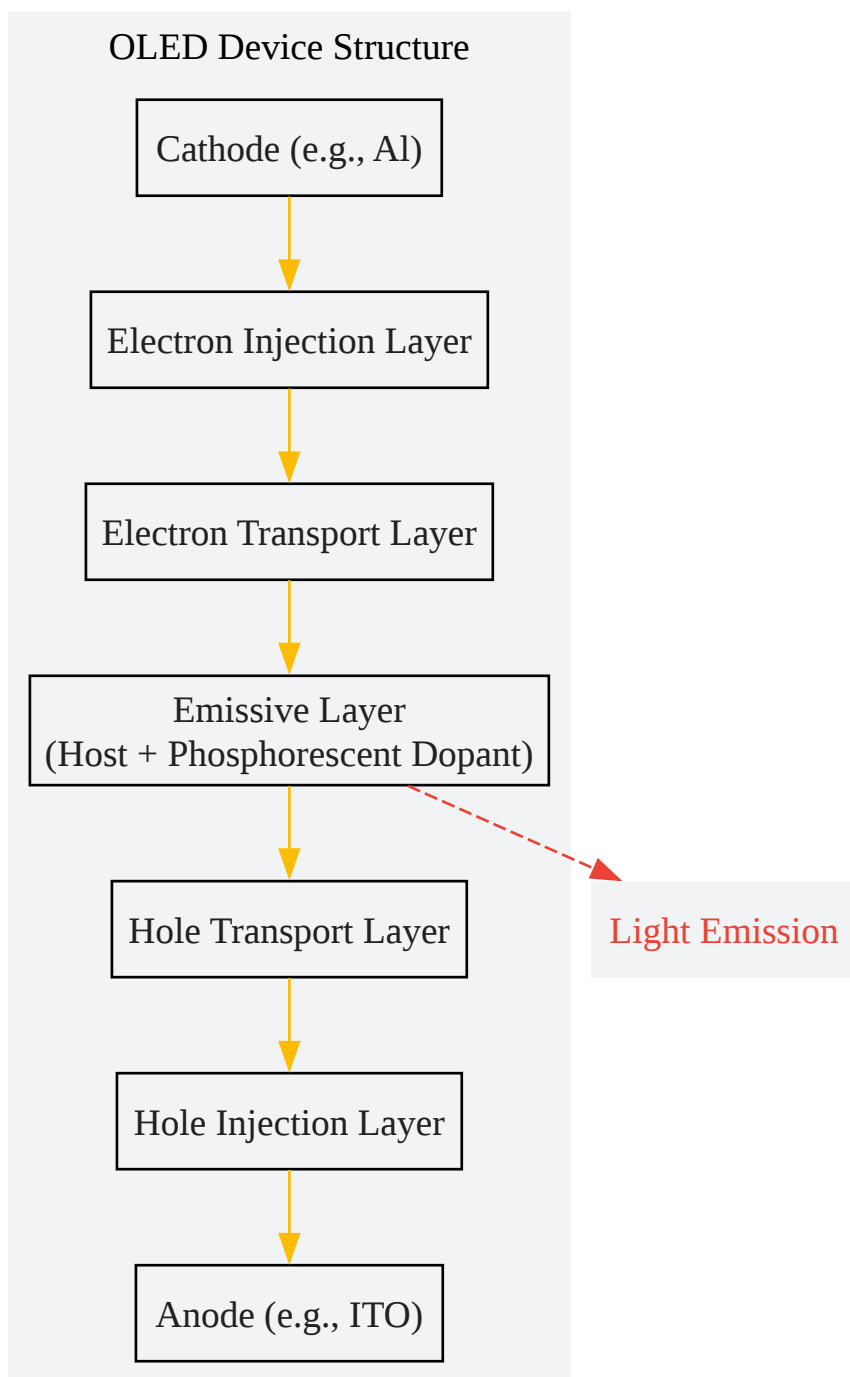 OLED Device Structure
Cathode (e.g., Al)
Electron Injection Layer
Electron Transport Layer
Emissive Layer
(Host + Phosphorescent Dopant)
Hole Transport Layer
Light Emission
Hole Injection Layer
Anode (e.g., ITO)